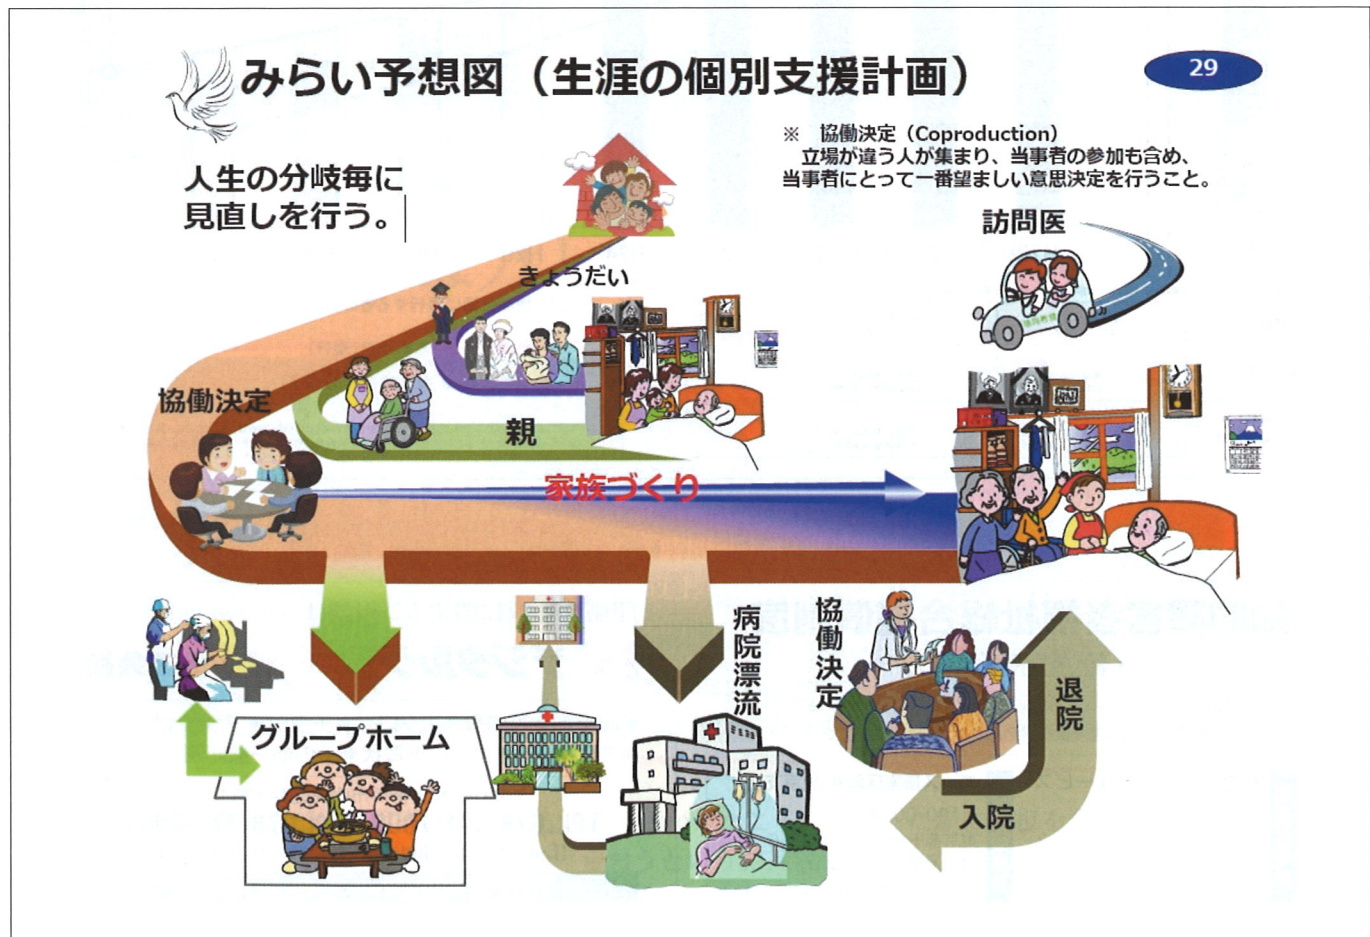 みらい予想図（生涯の個別支援計画）
29
※　協働決定（Coproduction）
立場が違う人が集まり、当事者の参加も含め、
当事者にとって一番望ましい意思決定を行うこと。
人生の分岐毎に
見直しを行う。
訪問医
きょうだい
協働決定
親
家族づくり
病院漂流
協働決定
退院
グループホーム
入院